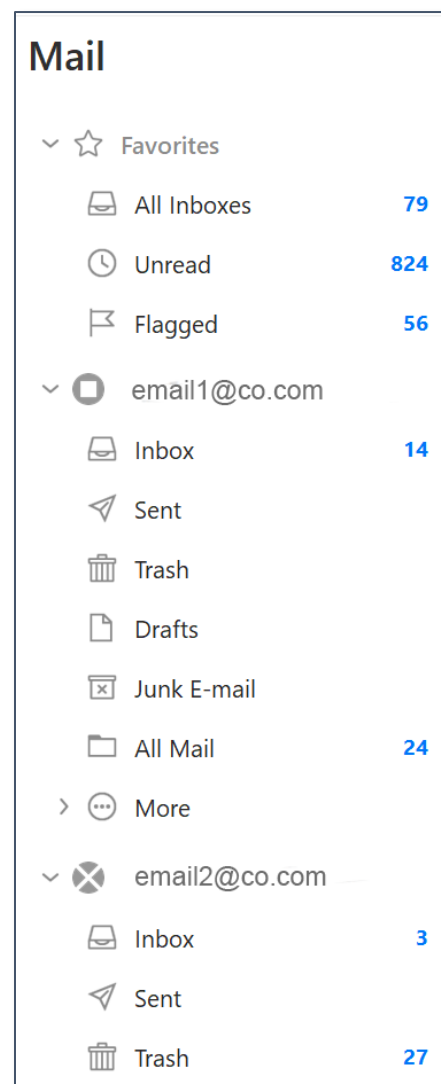 Mail
Favorites
All Inboxes 79
Unread 824
Flagged 56
email1@co.com
Inbox 14
Sent
Trash
Drafts
Junk E-mail
All Mail 24
More
email2@co.com
Inbox 3
Sent
Trash 27